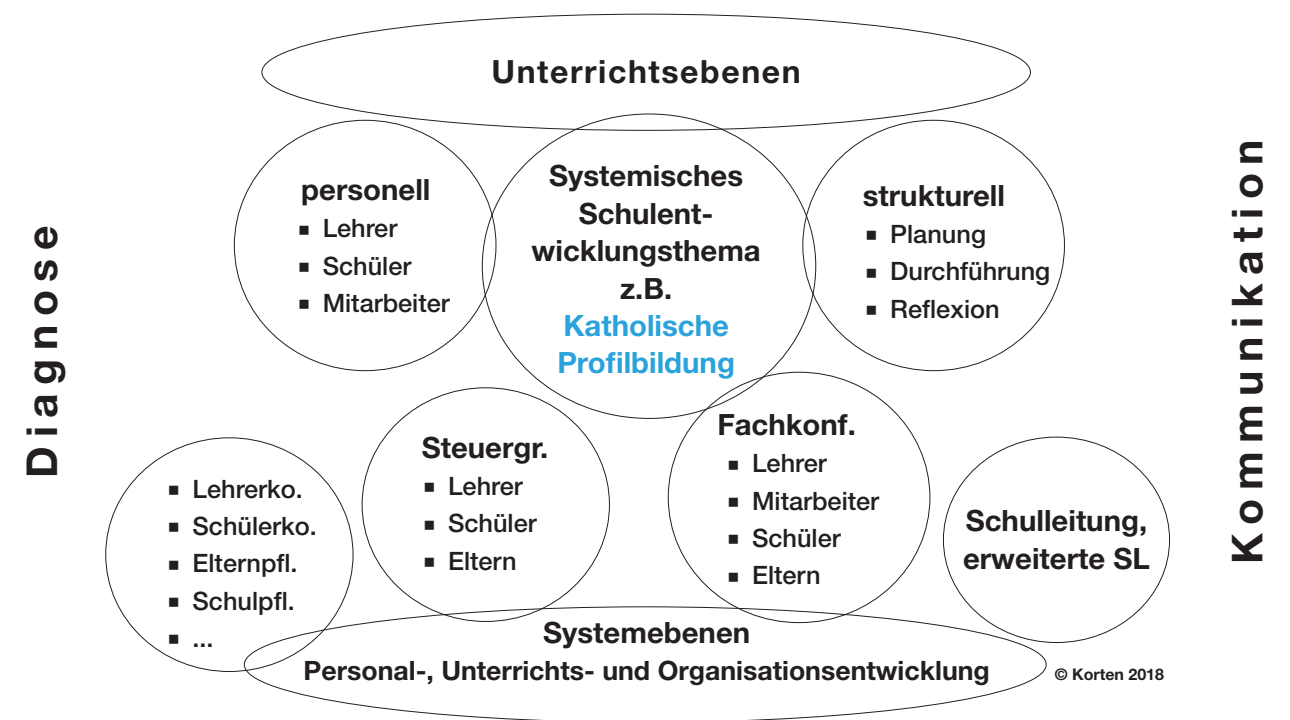 Unterrichtsebenen
Diagnose
personell
▪ Lehrer
▪ Schüler
▪ Mitarbeiter
Systemisches
Schulent-
wicklungsthema
z.B.
Katholische
Profilbildung
strukturell
▪ Planung
▪ Durchführung
▪ Reflexion
Kommunikation
▪ Lehrerko.
▪ Schülerko.
▪ Elternpfl.
▪ Schulpfl.
▪ ...
Steuergr.
▪ Lehrer
▪ Schüler
▪ Eltern
Fachkonf.
▪ Lehrer
▪ Mitarbeiter
▪ Schüler
▪ Eltern
Schulleitung,
erweiterte SL
Systemebenen
Personal-, Unterrichts- und Organisationsentwicklung
© Korten 2018